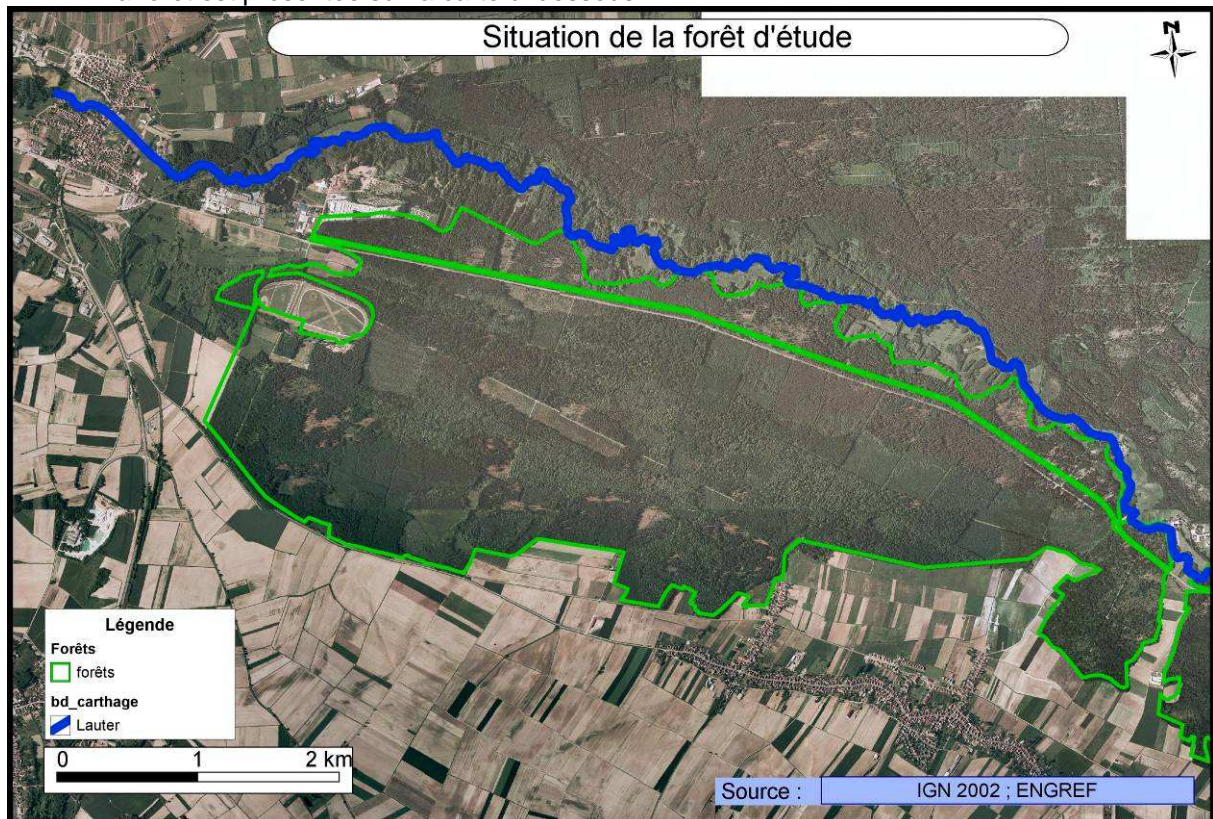 Situation de la forêt d'étude
N
Légende
Forêts
forêts
bd_carthage
Lauter
0 1 2 km
Source : IGN 2002 ; ENGREF